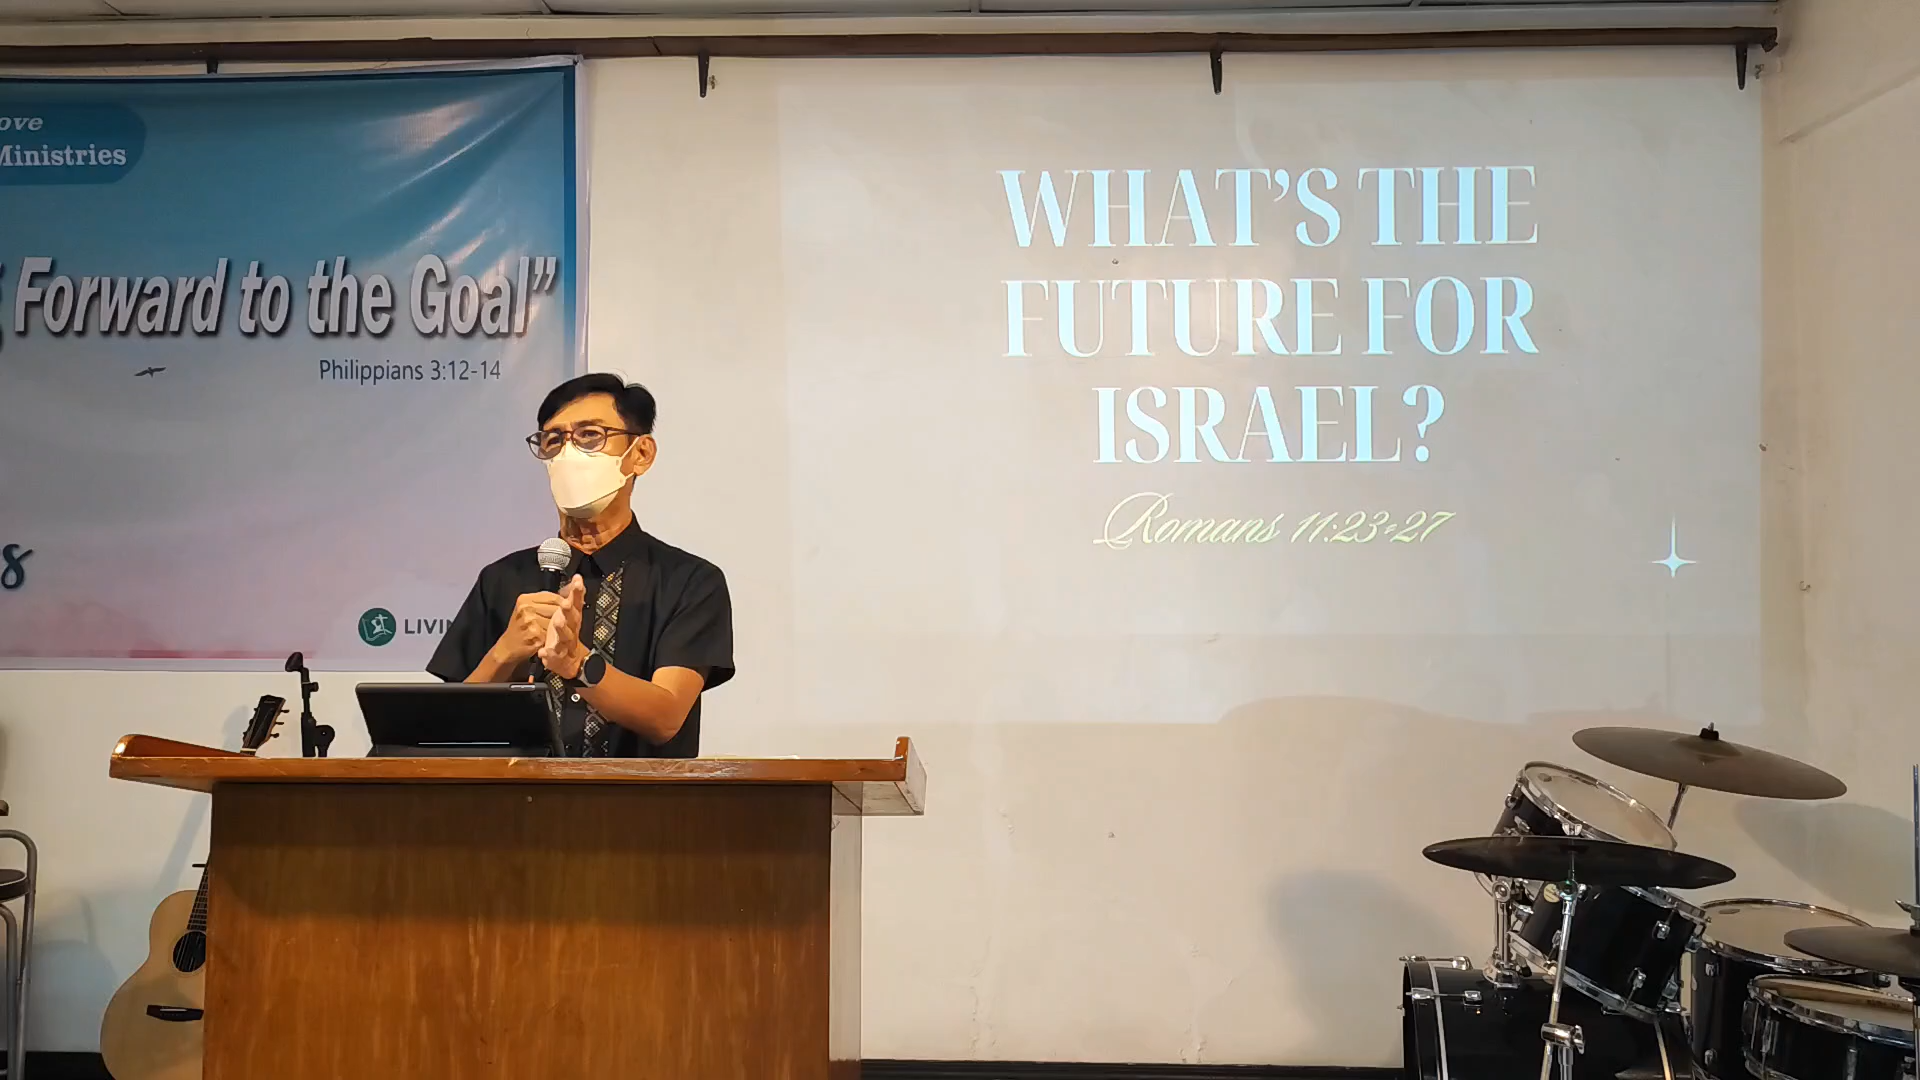 ove
Ministries
Forward to the Goal”
Philippians 3:12-14
8
LIVIN
WHAT’S THE
FUTURE FOR
ISRAEL?
Romans 11:23-27